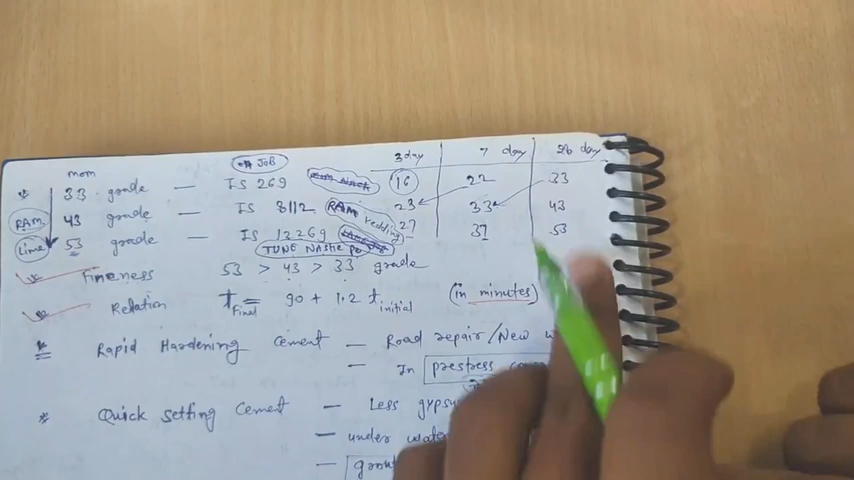 3 day 7 day 28 day
mom JOB
* 33 grade — IS 269 16 22 33
RAM 43 grade — IS 8112 RAM 23 33 43
Lime 53 grade — IS 12269 redding 27 37 53
TUNE NASHE
Fineness 53 > 43 > 33 grade
Relation t Final = 90 + 1.2 t initial (in minutes)
* Rapid Hardening Cement — Road repair/New
— In prestress
* Quick Setting Cement — Less gypsu
— under water
—